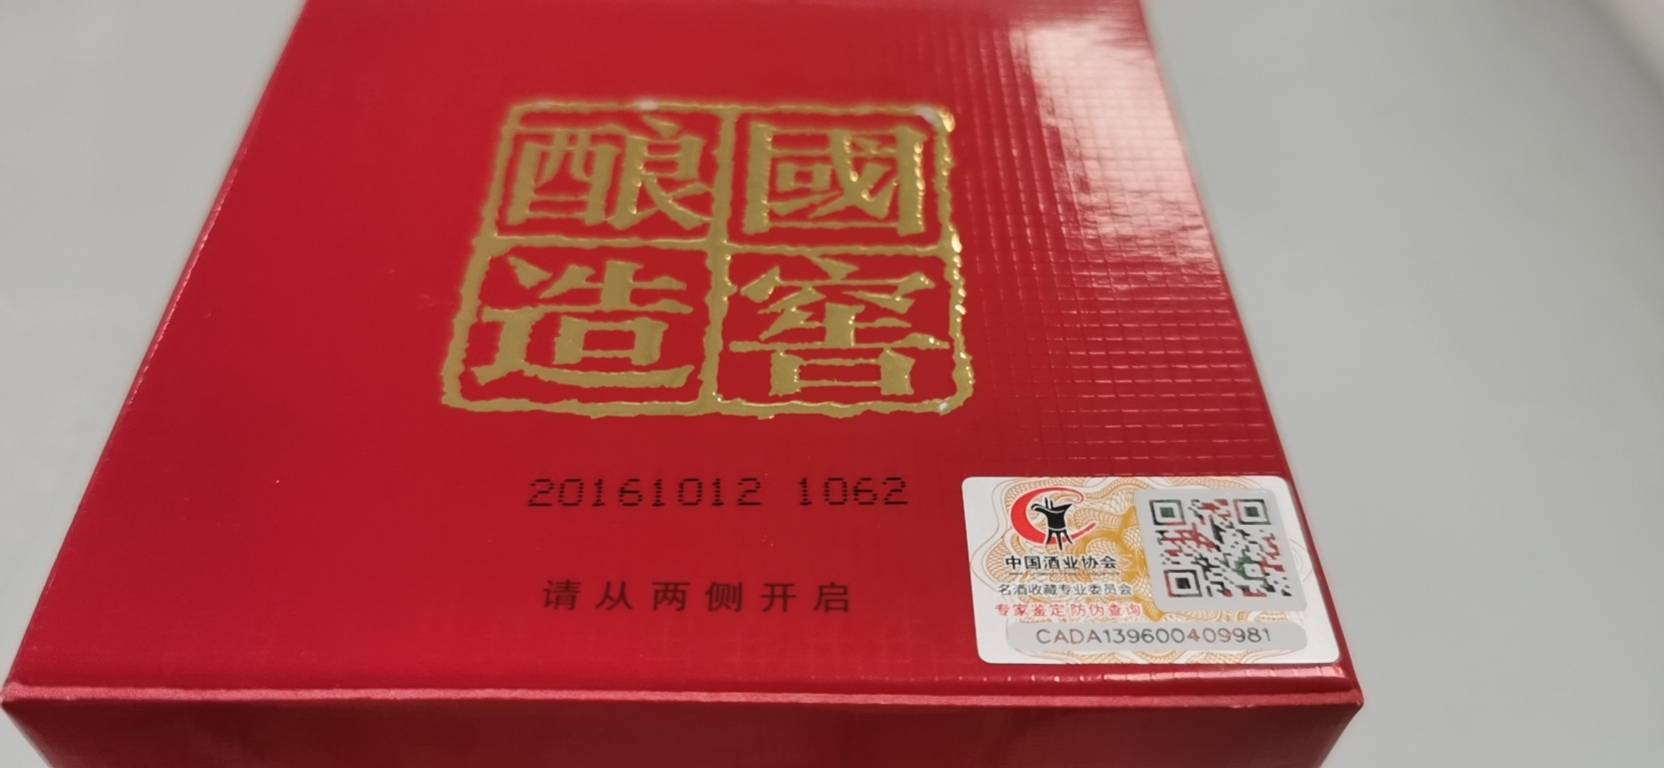 國窖
酿造
20161012 1062
请从两侧开启
中国酒业协会
名酒收藏专业委员会
专家鉴定防伪查询
CADA139600409981